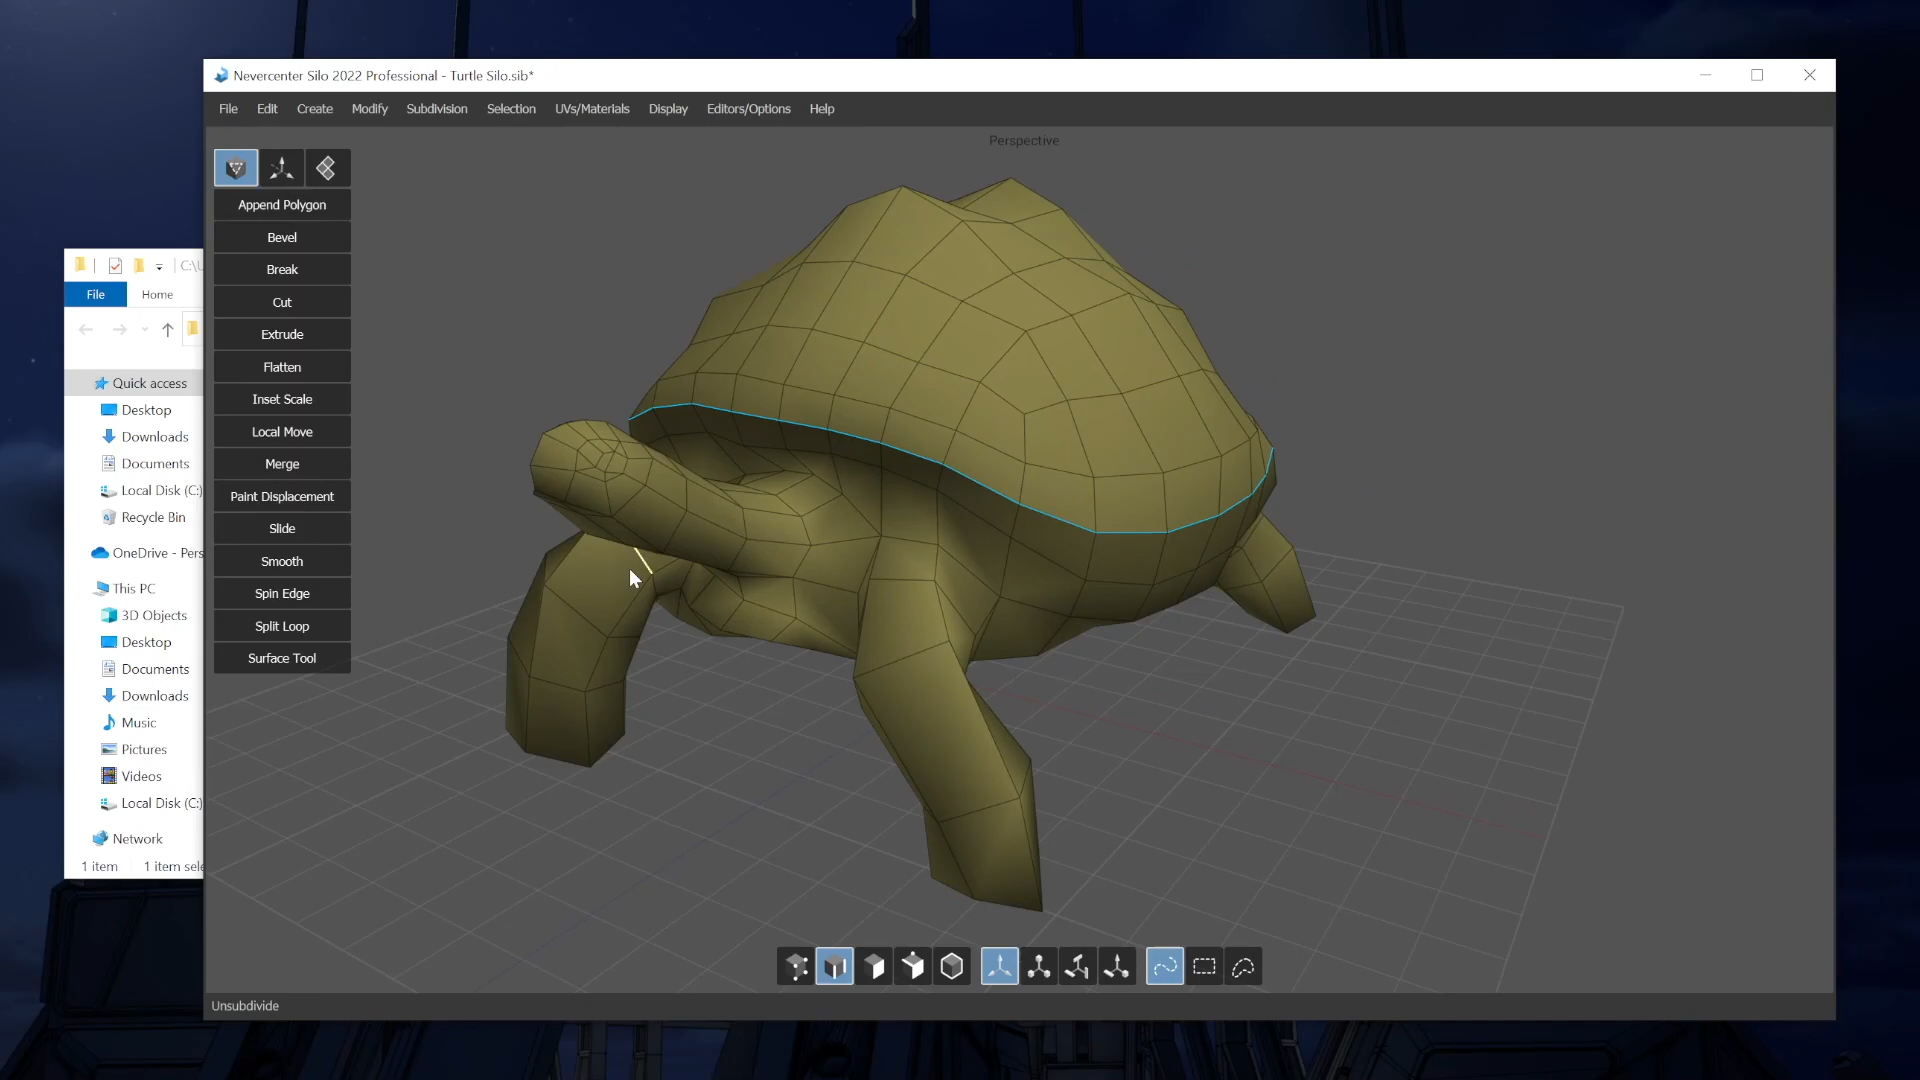 Nevercenter Silo 2022 Professional - Turtle Silo.sib*
File Edit Create Modify Subdivision Selection UVs/Materials Display Editors/Options Help
Perspective
Append Polygon
Bevel
Break
Cut
Extrude
Flatten
Inset Scale
Local Move
Merge
Paint Displacement
Slide
Smooth
Spin Edge
Split Loop
Surface Tool
Unsubdivide
C:\U
File Home
Quick access
Desktop
Downloads
Documents
Local Disk (C:)
Recycle Bin
OneDrive - Pers
This PC
3D Objects
Desktop
Documents
Downloads
Music
Pictures
Videos
Local Disk (C:)
Network
1 item 1 item sele